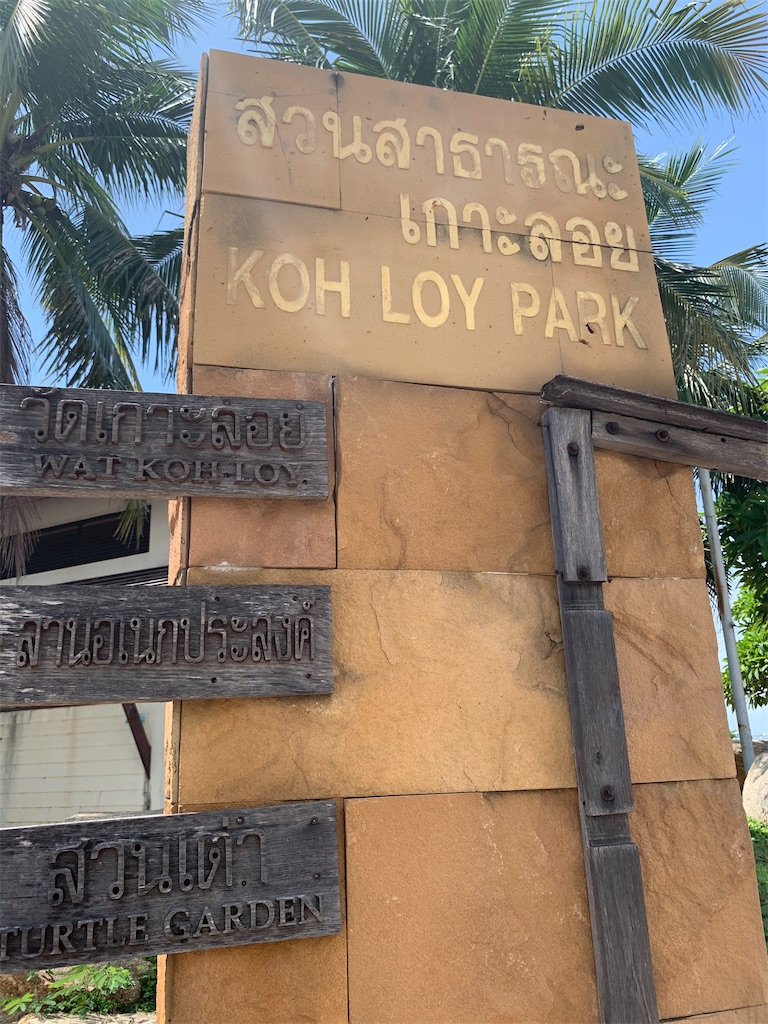 สวนสาธารณะ
เกาะลอย
KOH LOY PARK
วัดเกาะล่อย
WAT KOH-LOY.
ลานอเนกประสงค์
สวนเต่า
TURTLE GARDEN